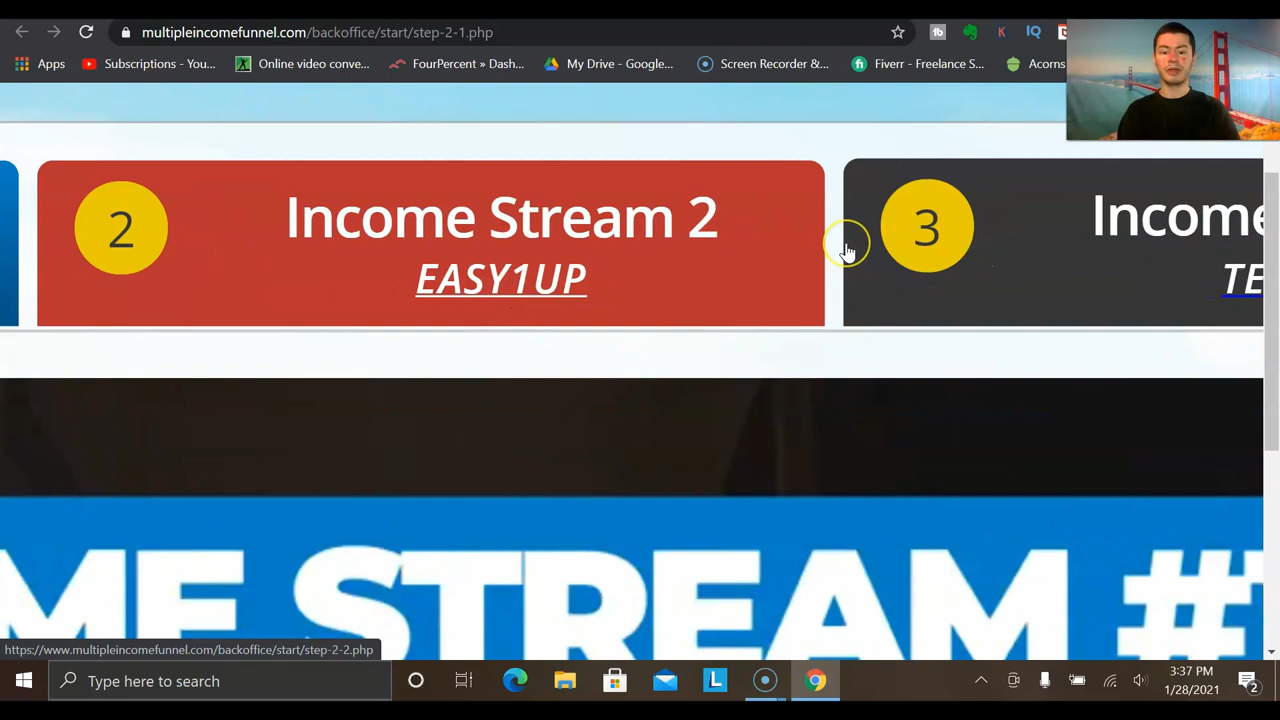 multipleincomefunnel.com/backoffice/start/step-2-1.php
Apps
Subscriptions - You...
Online video conve...
FourPercent » Dash...
My Drive - Google...
Screen Recorder &...
Fiverr - Freelance S...
Acorns
2
Income Stream 2
EASY1UP
3
Income
TE
ME STREAM #
https://www.multipleincomefunnel.com/backoffice/start/step-2-2.php
Type here to search
3:37 PM
1/28/2021
2